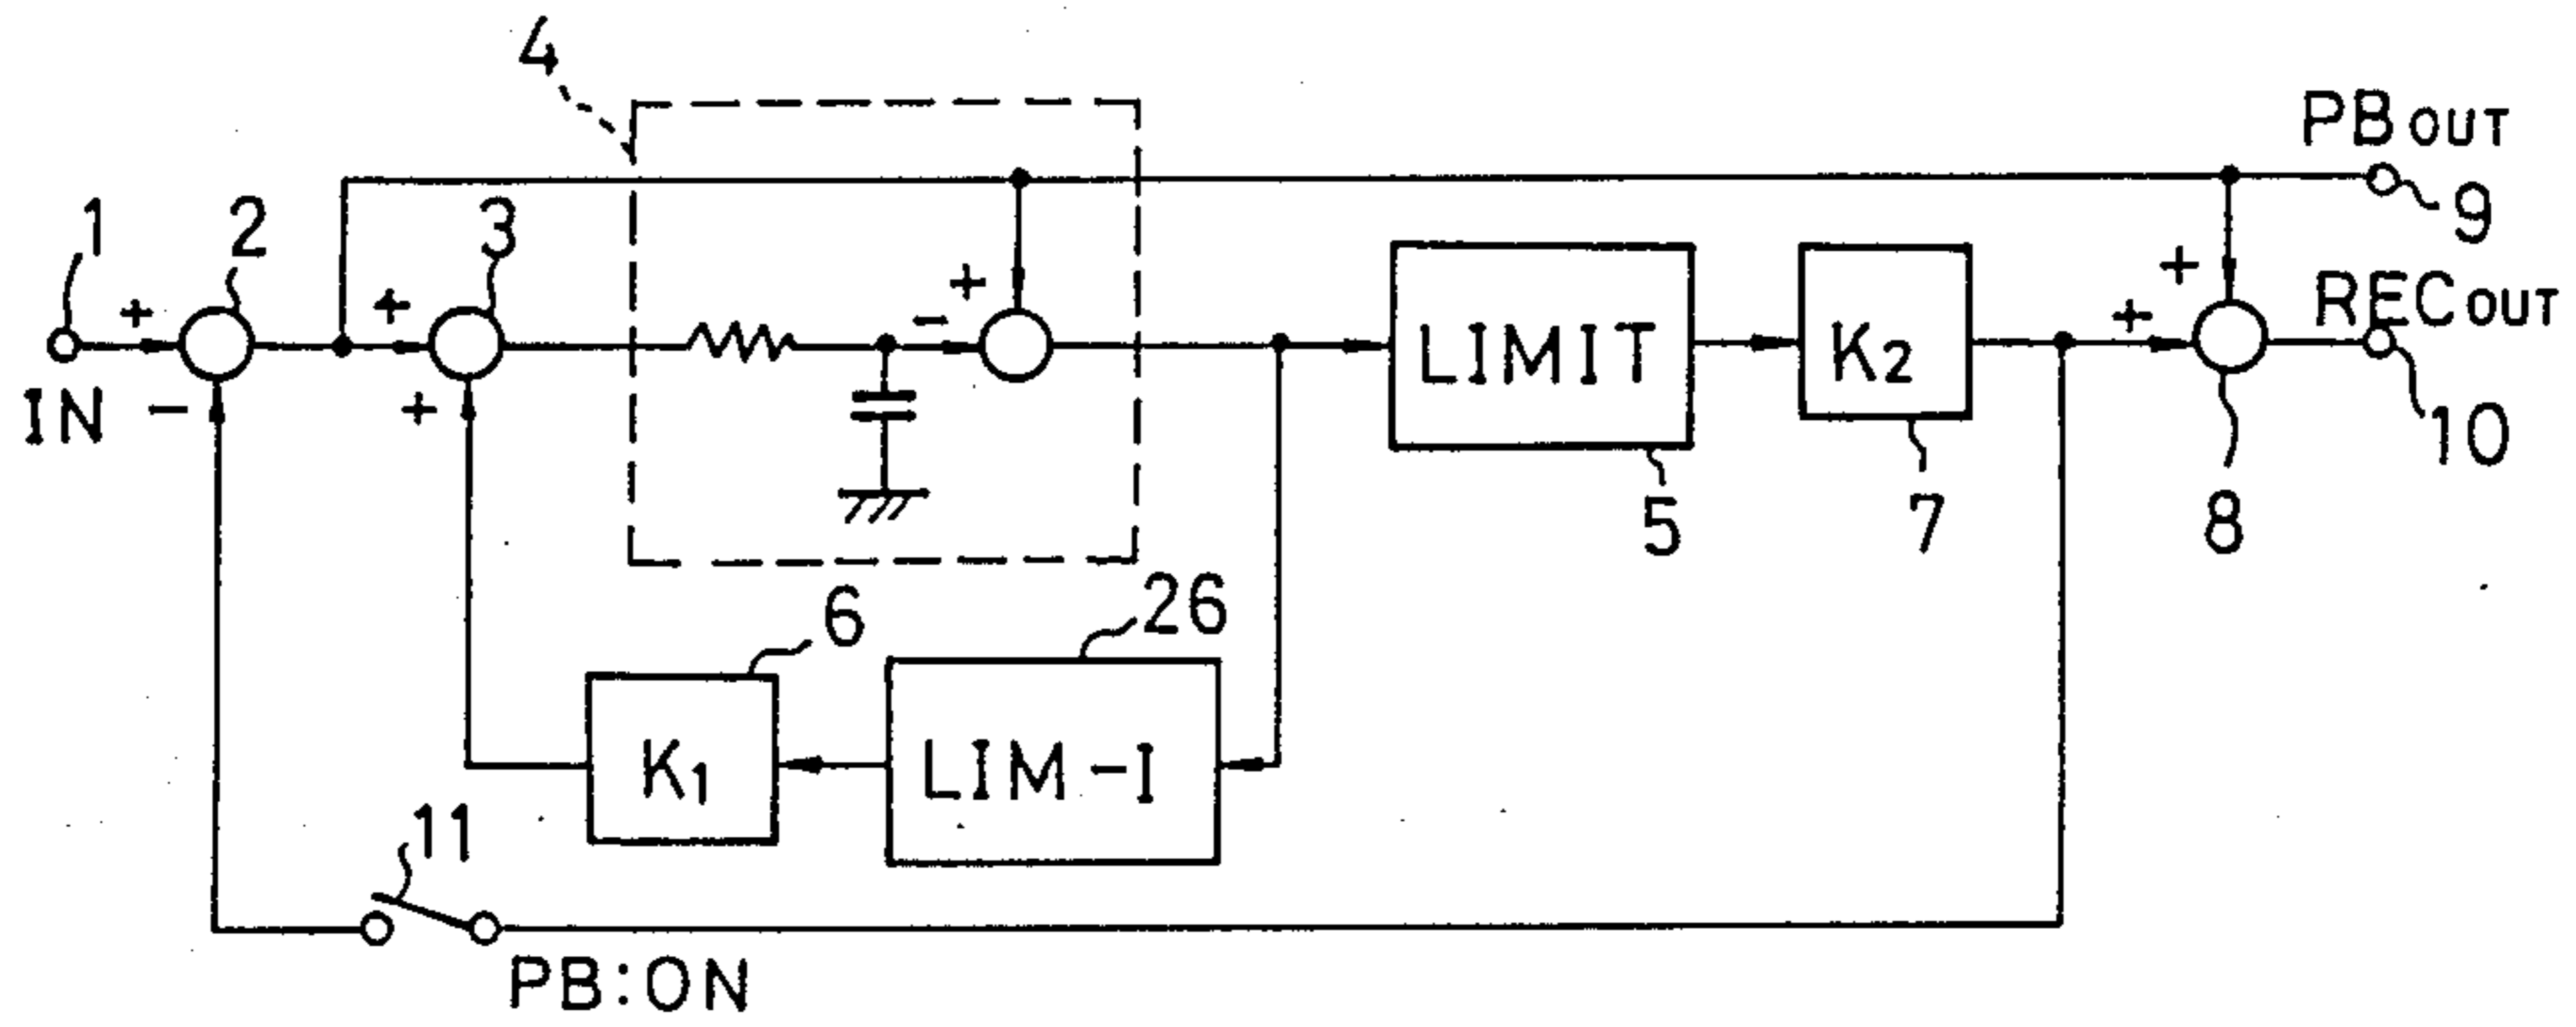 4
PB OUT
1
2
3
9
+
+
+
+
+
IN
-
+
-
LIMIT
K2
+
REC OUT
10
5
7
8
6
26
K1
LIM-I
11
PB:ON